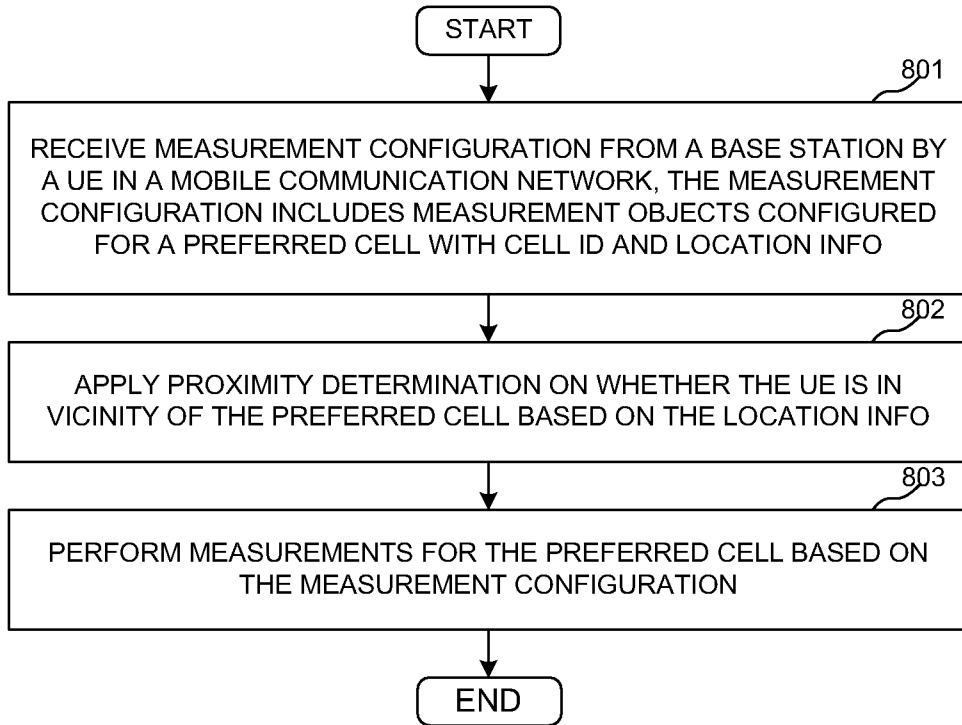 START
801
RECEIVE MEASUREMENT CONFIGURATION FROM A BASE STATION BY
A UE IN A MOBILE COMMUNICATION NETWORK, THE MEASUREMENT
CONFIGURATION INCLUDES MEASUREMENT OBJECTS CONFIGURED
FOR A PREFERRED CELL WITH CELL ID AND LOCATION INFO
802
APPLY PROXIMITY DETERMINATION ON WHETHER THE UE IS IN
VICINITY OF THE PREFERRED CELL BASED ON THE LOCATION INFO
803
PERFORM MEASUREMENTS FOR THE PREFERRED CELL BASED ON
THE MEASUREMENT CONFIGURATION
END